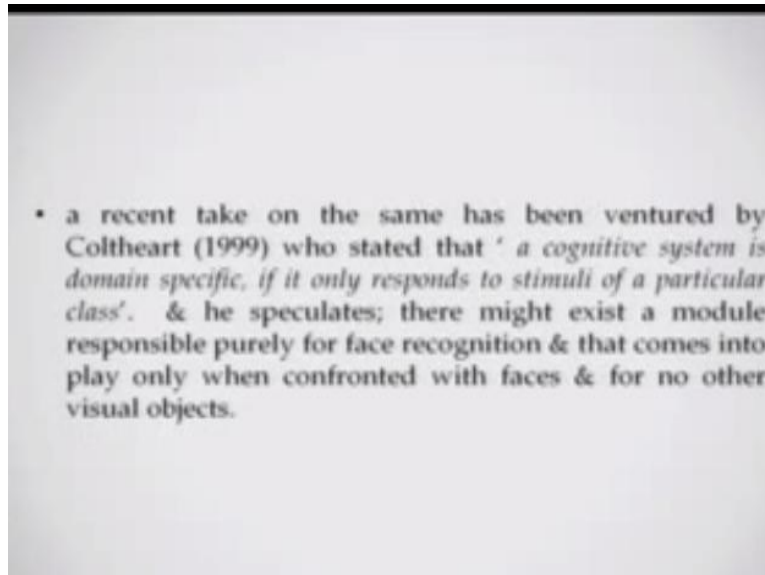 • a recent take on the same has been ventured by
Coltheart (1999) who stated that ' a cognitive system is
domain specific, if it only responds to stimuli of a particular
class'. & he speculates; there might exist a module
responsible purely for face recognition & that comes into
play only when confronted with faces & for no other
visual objects.